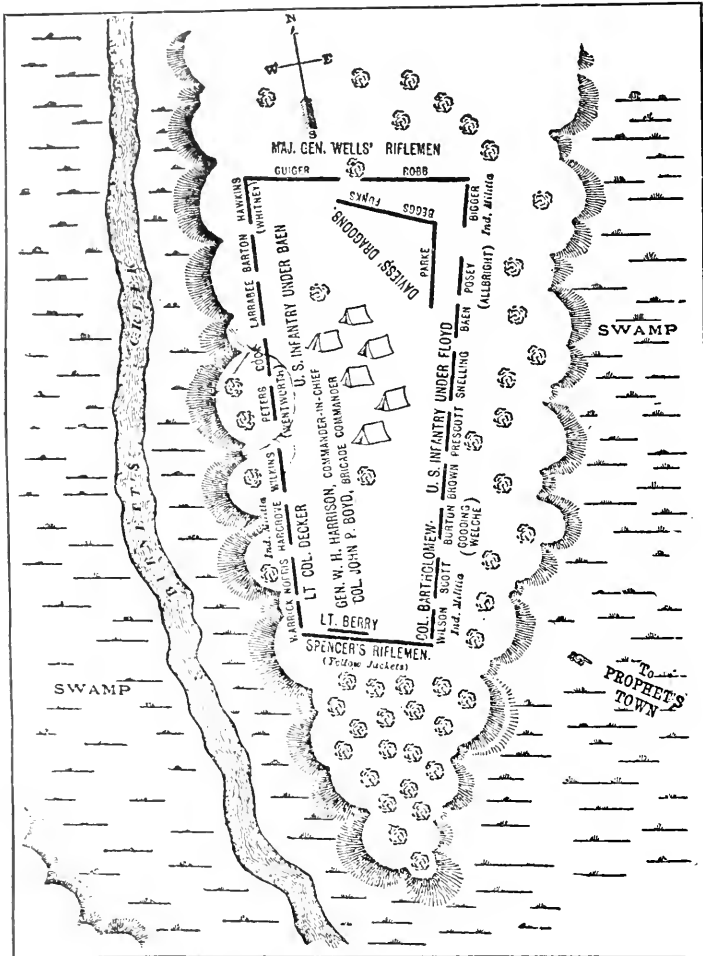 N
W
E
S
MAJ. GEN. WELLS' RIFLEMEN
GUIGER
ROBB
HAWKINS
(WHITNEY)
BARTON
LARRABEE
COOK
PETERS
(WENTWORTH)
WILKINS
HARGROVE
Ind. Militia
NORRIS
WARRICK
U. S. INFANTRY UNDER BAEN
LT COL. DECKER
FUNKS
BEGGS
DAVIESS' DRAGOONS.
PARKE
BIGGER
Ind. Militia
POSEY
(ALLBRIGHT)
BAEN
SNELLING
PRESCOTT
BROWN
BURTON
(GOODING
WELCHE)
SCOTT
WILSON
Ind. Militia
U. S. INFANTRY UNDER FLOYD
COL. BARTHOLOMEW
GEN. W. H. HARRISON, COMMANDER-IN-CHIEF
COL. JOHN P. BOYD, BRIGADE COMMANDER
LT. BERRY
SPENCER'S RIFLEMEN.
(Yellow Jackets)
BURNETTS CREEK
SWAMP
SWAMP
To
PROPHET'S
TOWN